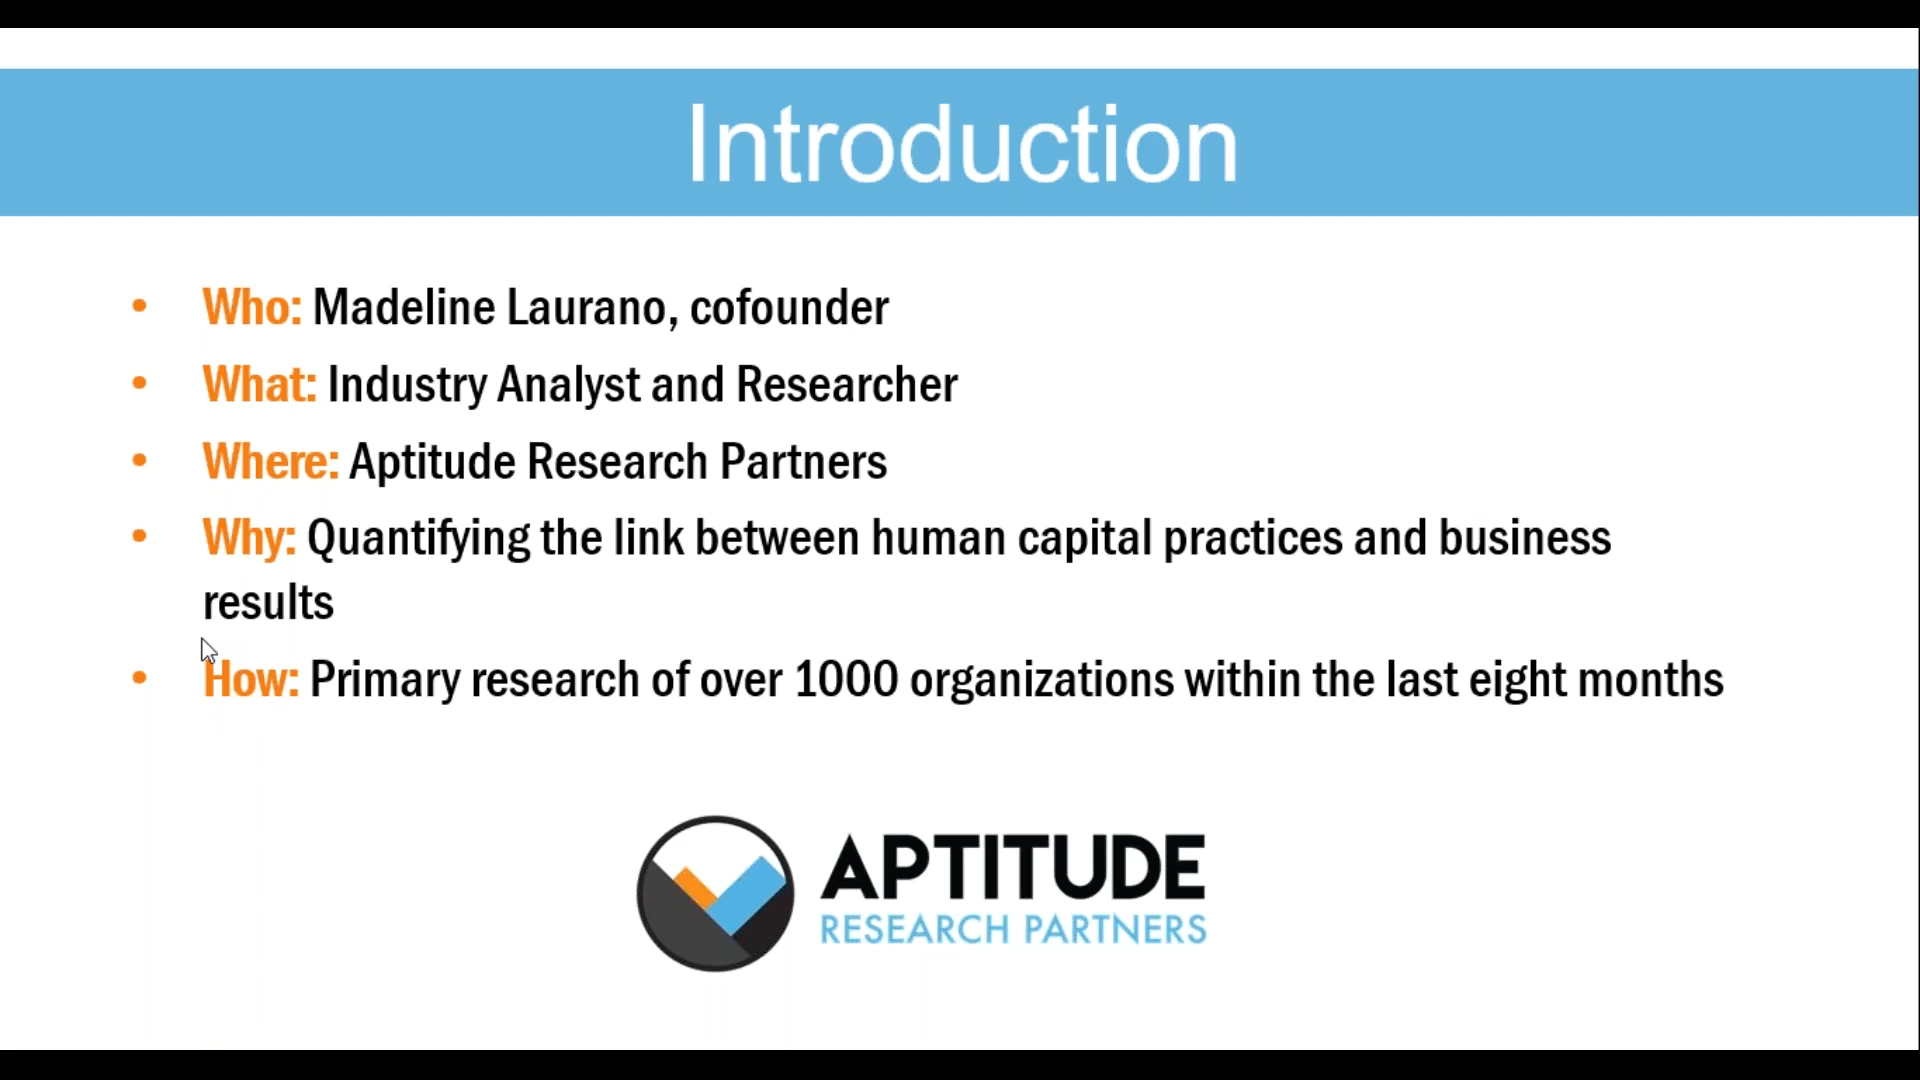 Introduction
• Who: Madeline Laurano, cofounder
• What: Industry Analyst and Researcher
• Where: Aptitude Research Partners
• Why: Quantifying the link between human capital practices and business
results
• How: Primary research of over 1000 organizations within the last eight months
APTITUDE
RESEARCH PARTNERS